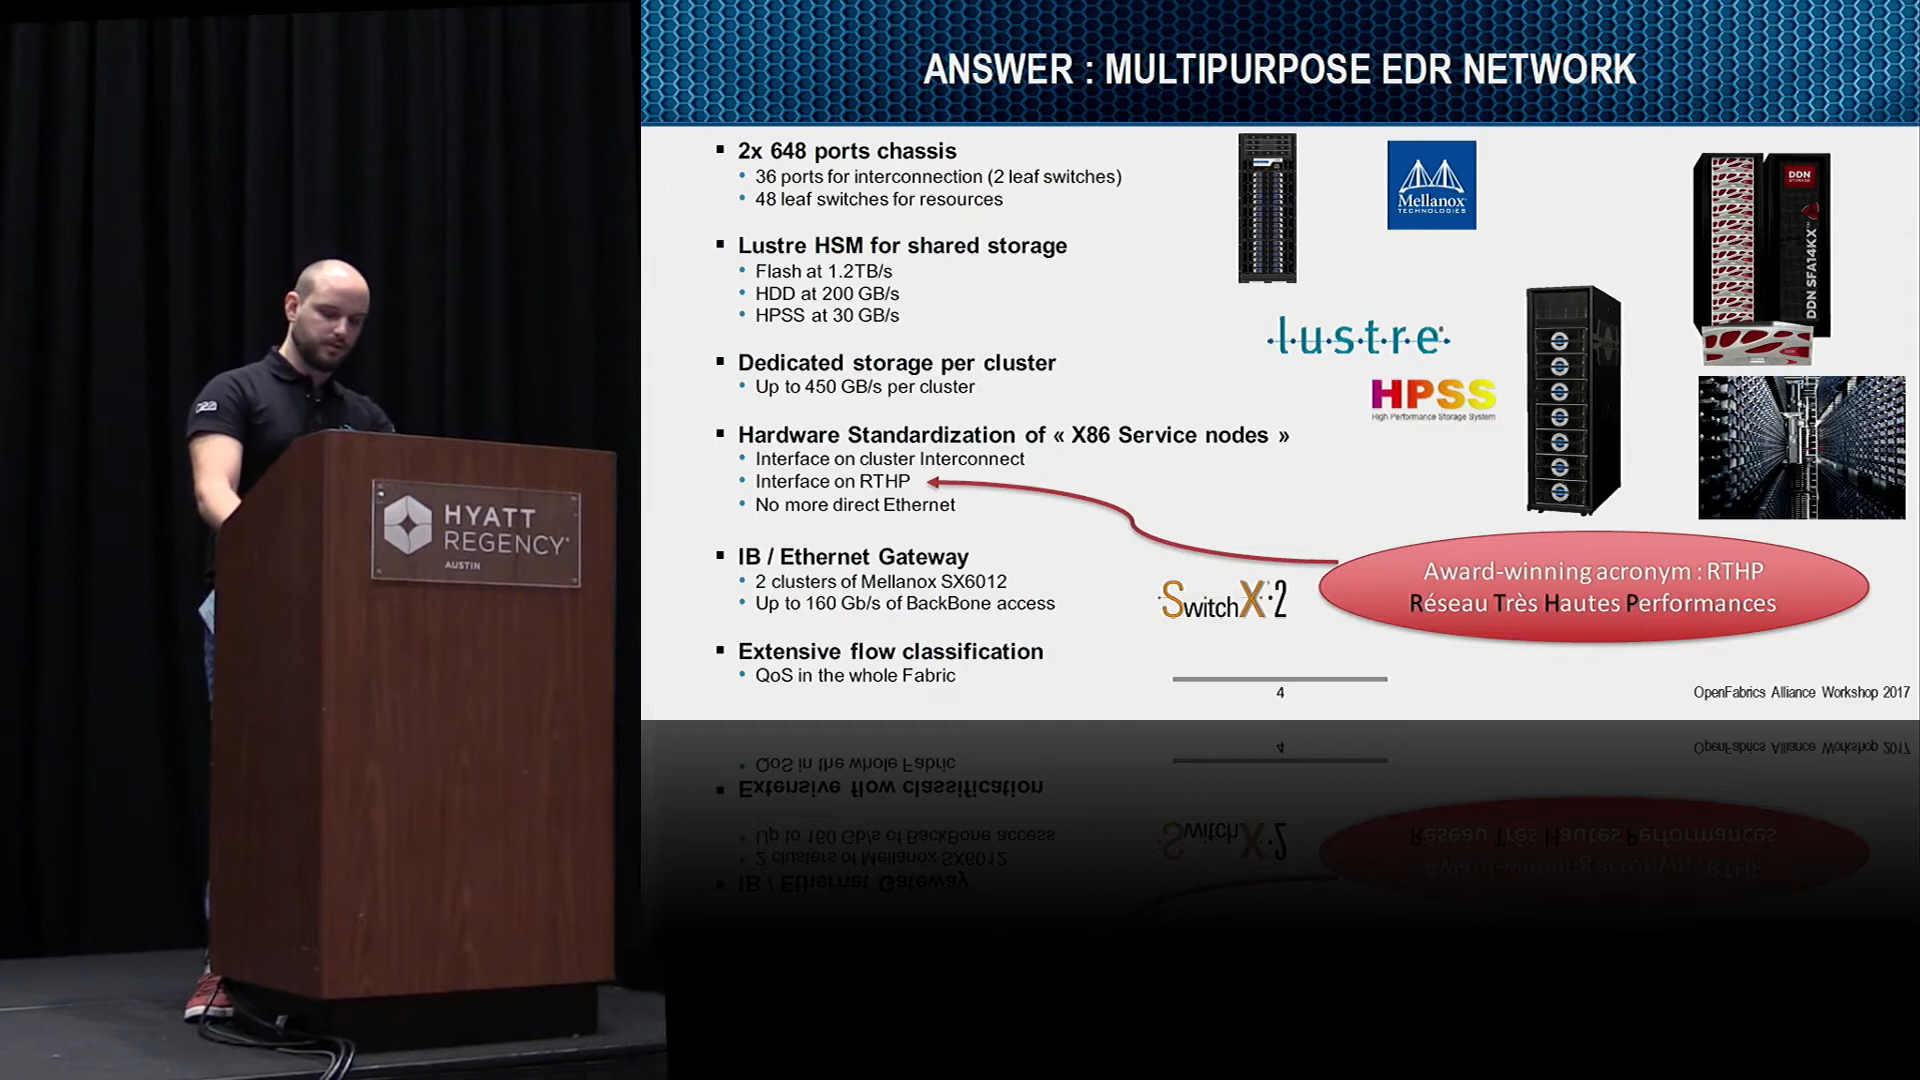 ANSWER : MULTIPURPOSE EDR NETWORK
2x 648 ports chassis
36 ports for interconnection (2 leaf switches)
48 leaf switches for resources
Lustre HSM for shared storage
Flash at 1.2TB/s
HDD at 200 GB/s
HPSS at 30 GB/s
Dedicated storage per cluster
Up to 450 GB/s per cluster
Hardware Standardization of « X86 Service nodes »
Interface on cluster Interconnect
Interface on RTHP
No more direct Ethernet
IB / Ethernet Gateway
2 clusters of Mellanox SX6012
Up to 160 Gb/s of BackBone access
Extensive flow classification
QoS in the whole Fabric
Mellanox
TECHNOLOGIES
DDN
STORAGE
DDN SFA14KX
lustre
HPSS
High Performance Storage System
SwitchX·2
Award-winning acronym : RTHP
Réseau Très Hautes Performances
4
OpenFabrics Alliance Workshop 2017
HYATT
REGENCY
AUSTIN
cea